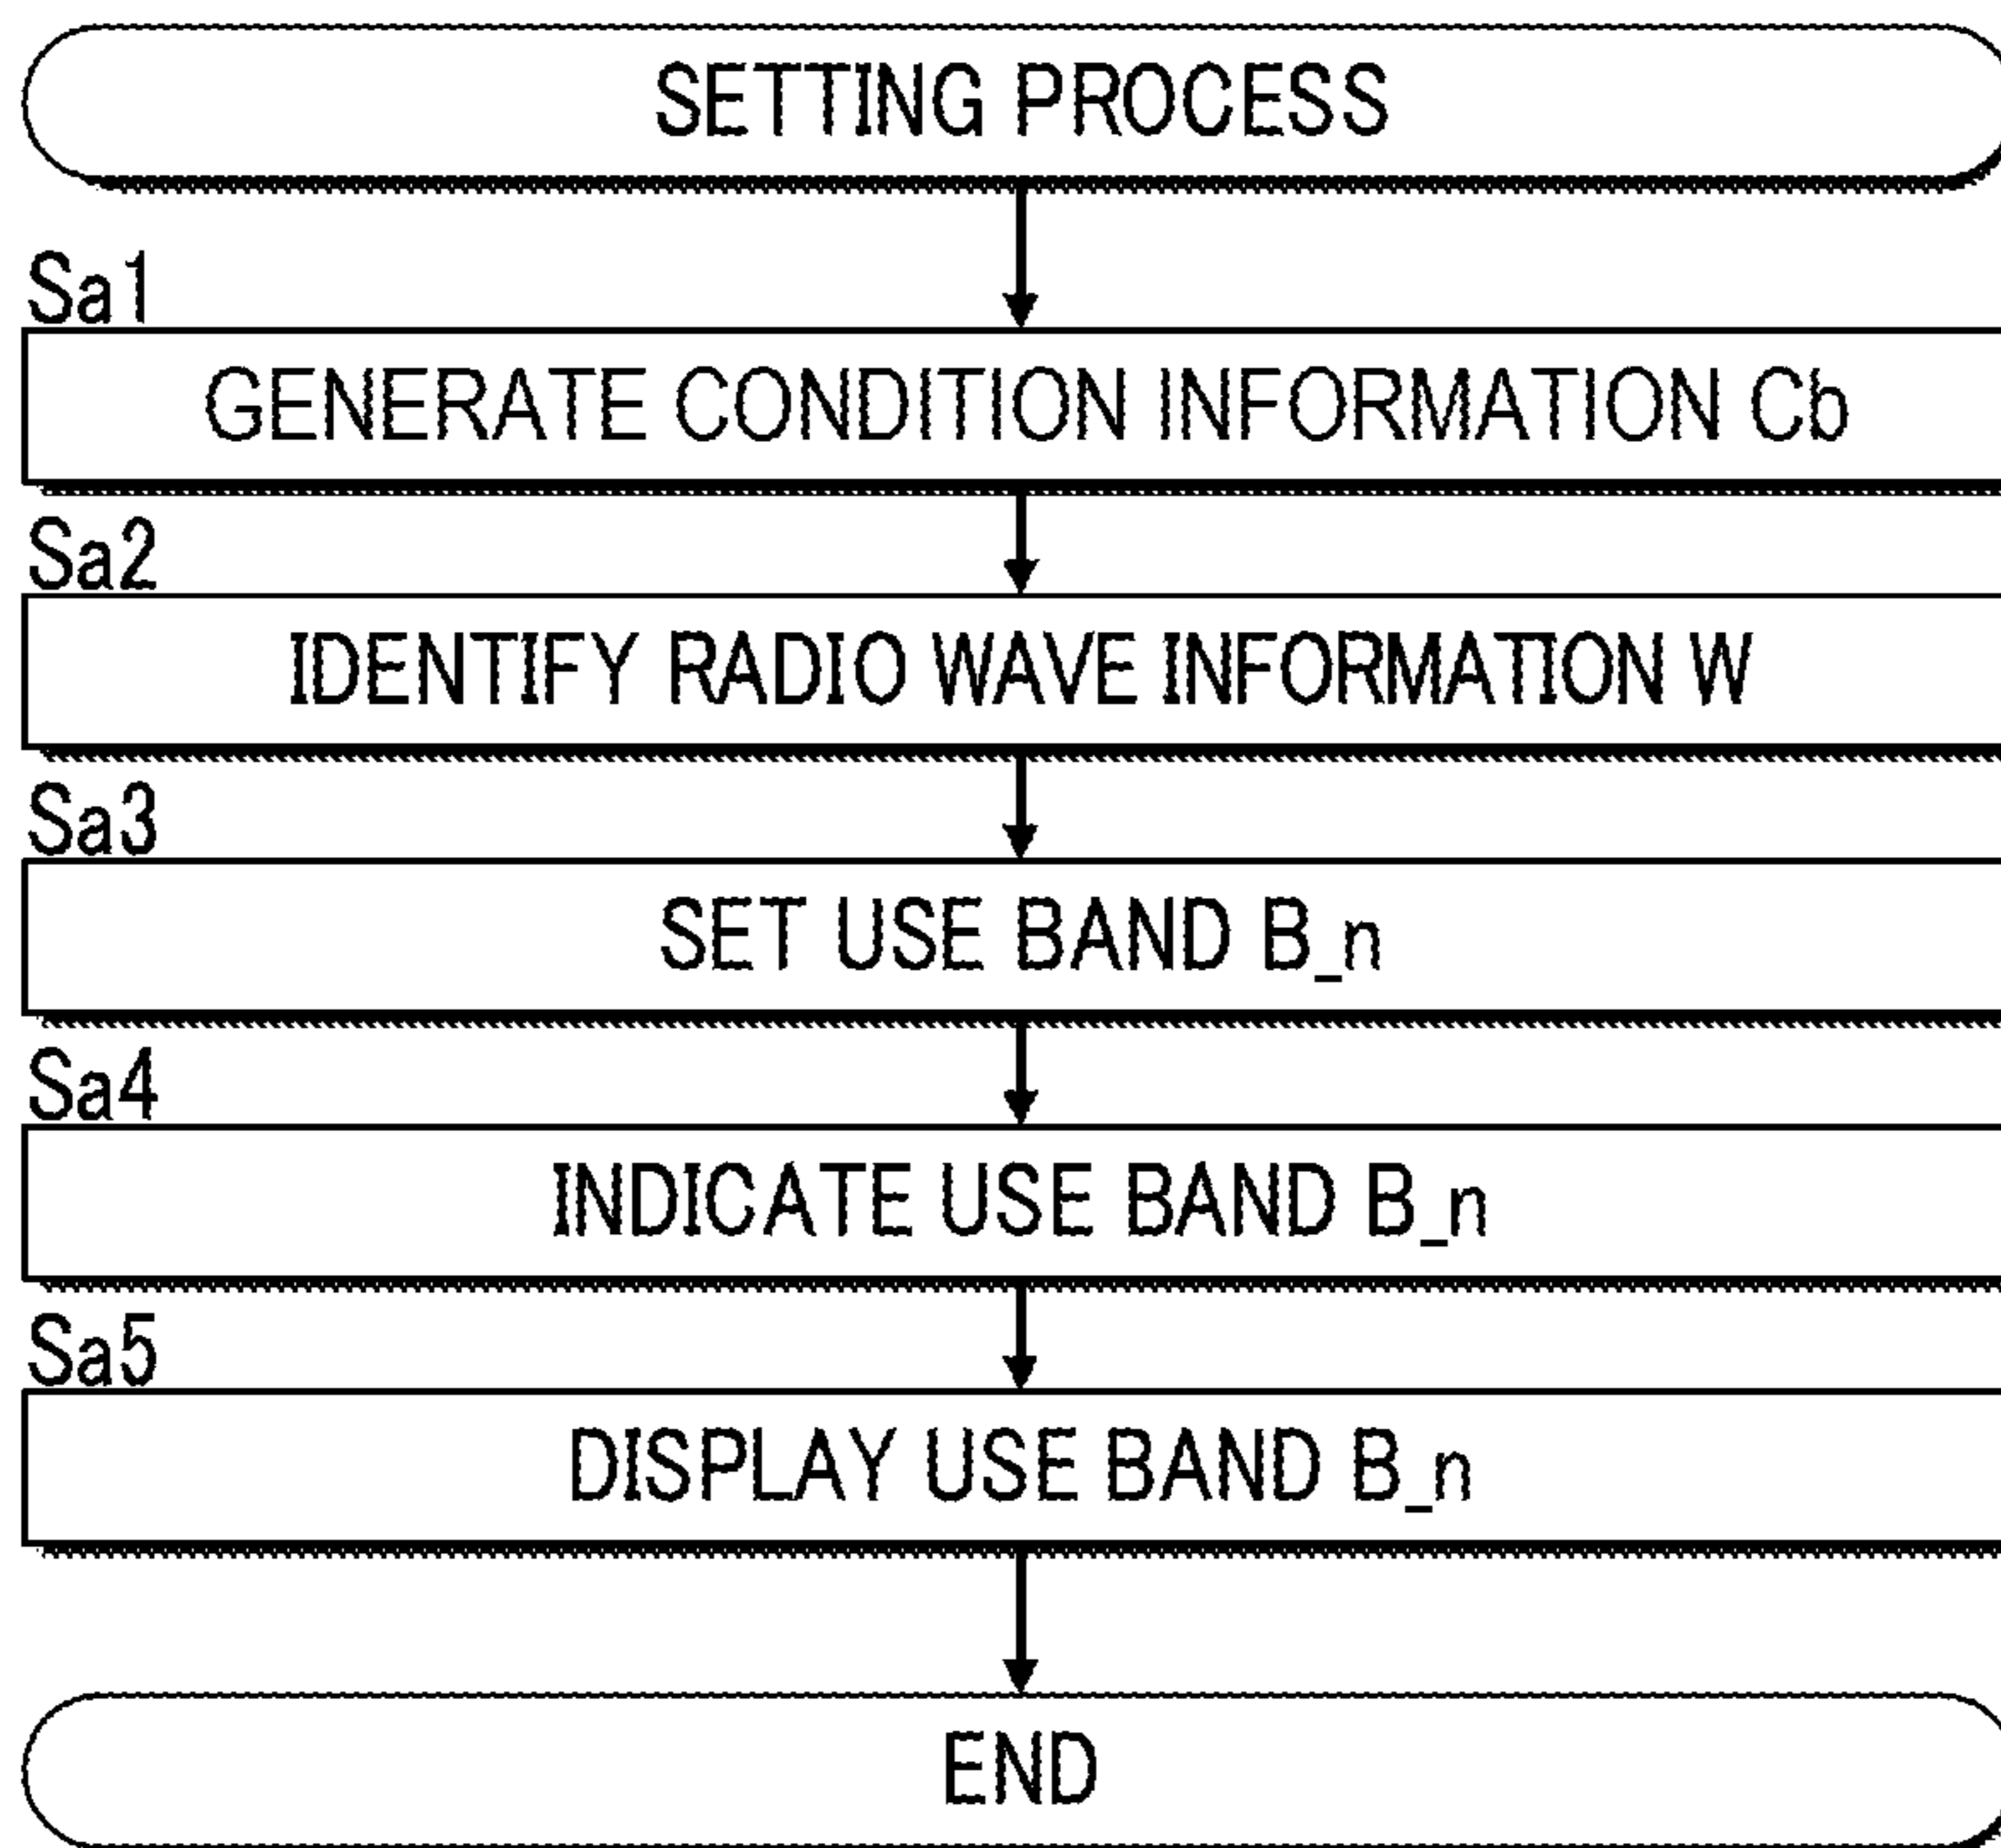 SETTING PROCESS
Sa1
GENERATE CONDITION INFORMATION Cb
Sa2
IDENTIFY RADIO WAVE INFORMATION W
Sa3
SET USE BAND B_n
Sa4
INDICATE USE BAND B_n
Sa5
DISPLAY USE BAND B_n
END